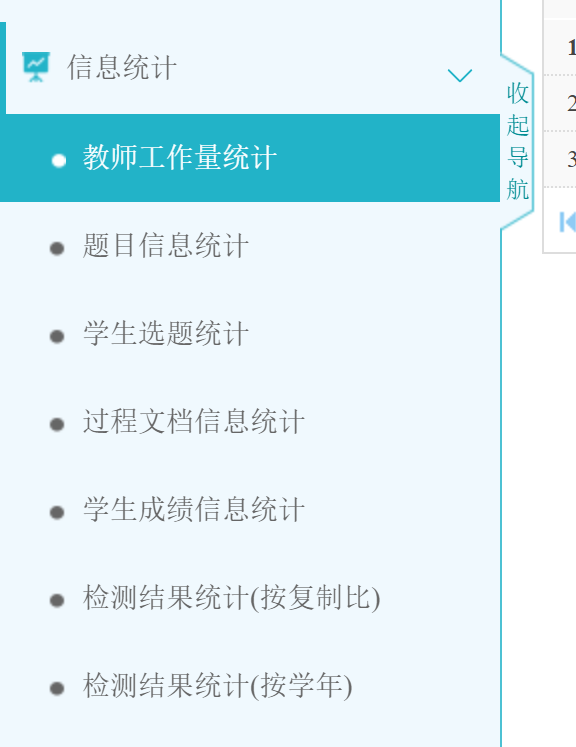 信息统计
教师工作量统计
题目信息统计
学生选题统计
过程文档信息统计
学生成绩信息统计
检测结果统计(按复制比)
检测结果统计(按学年)
收起导航
1
2
3